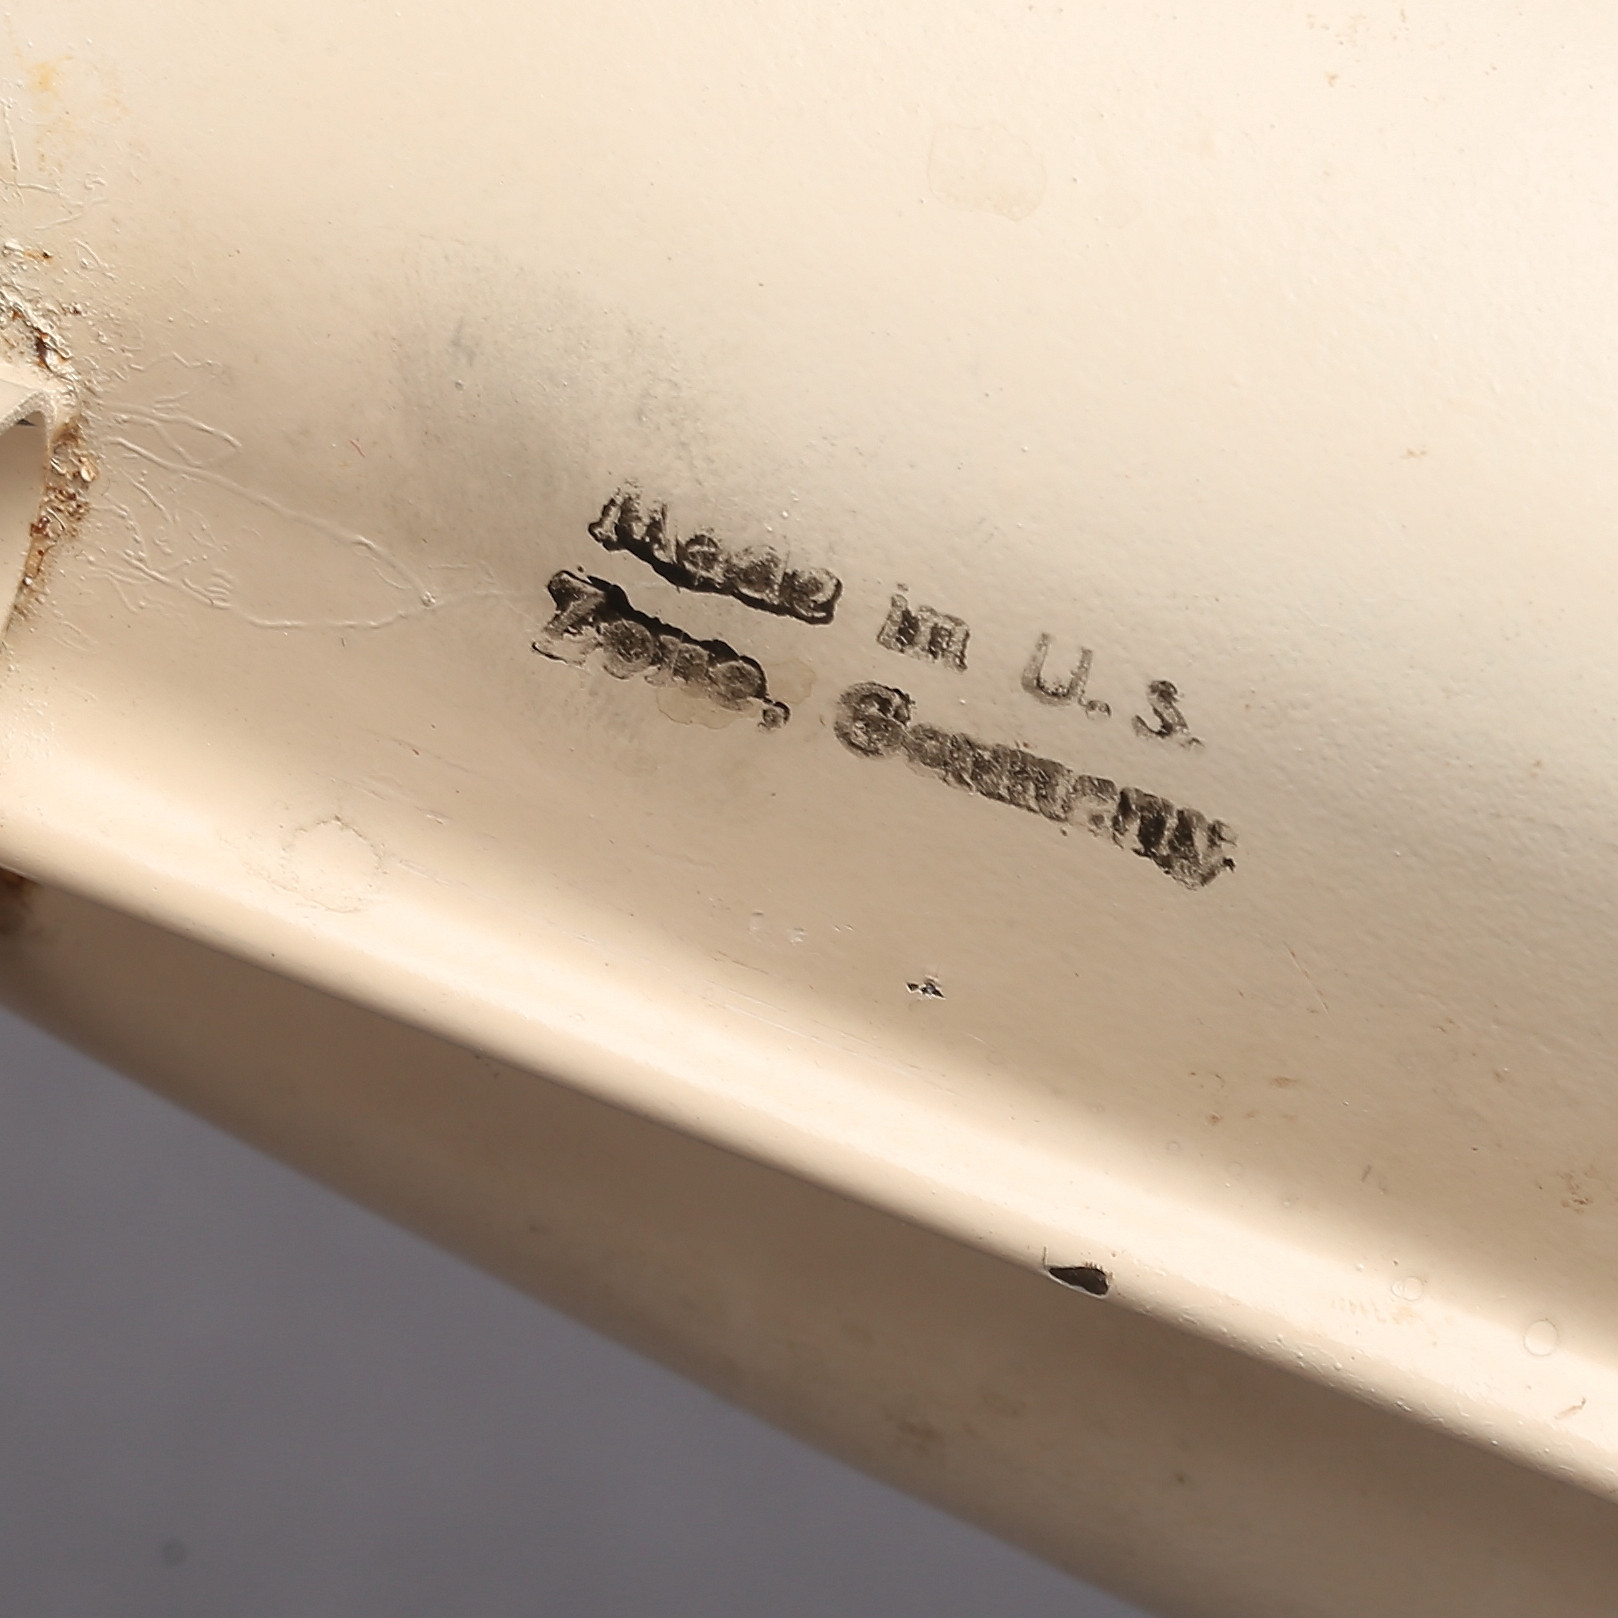 Made in U.S.
Zone, Germany.